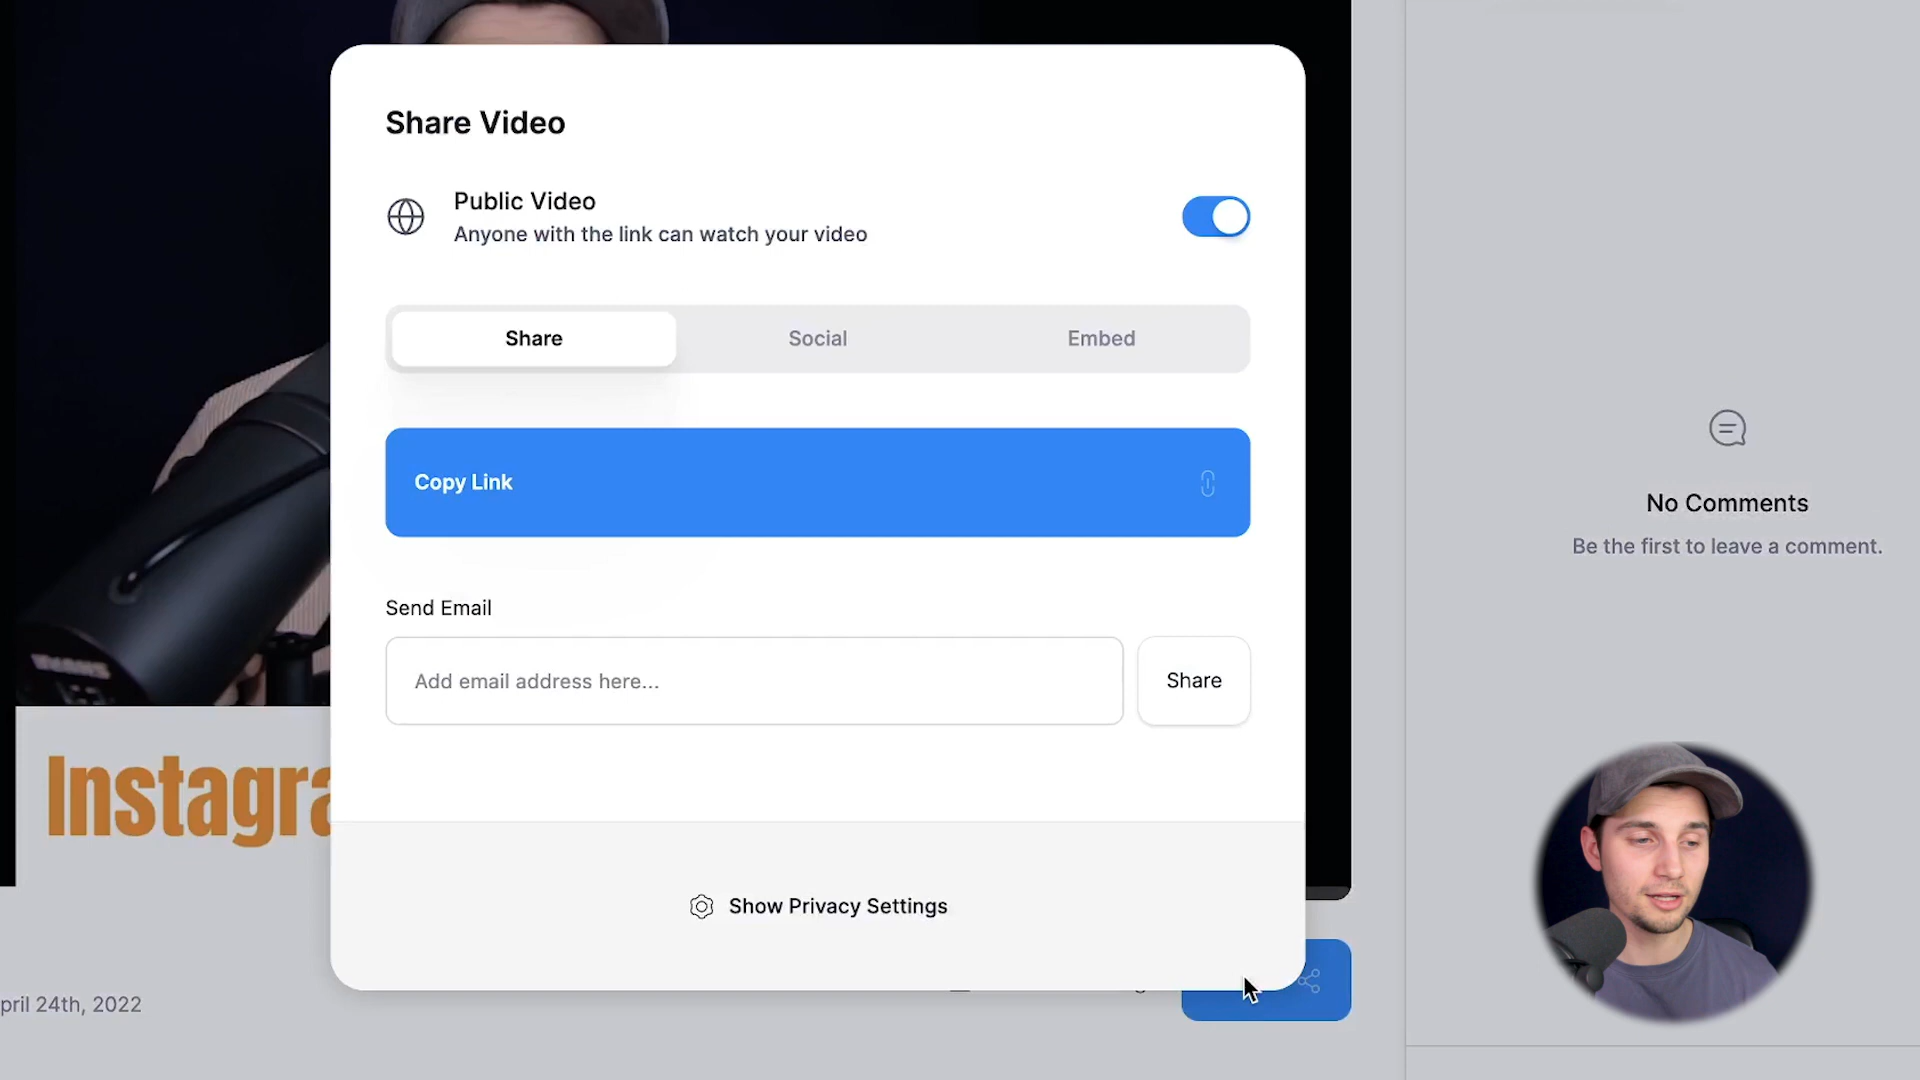 Share Video
Public Video
Anyone with the link can watch your video
Share Social Embed
Copy Link
Send Email
Add email address here...
Share
Show Privacy Settings
No Comments
Be the first to leave a comment.
Instagra
pril 24th, 2022